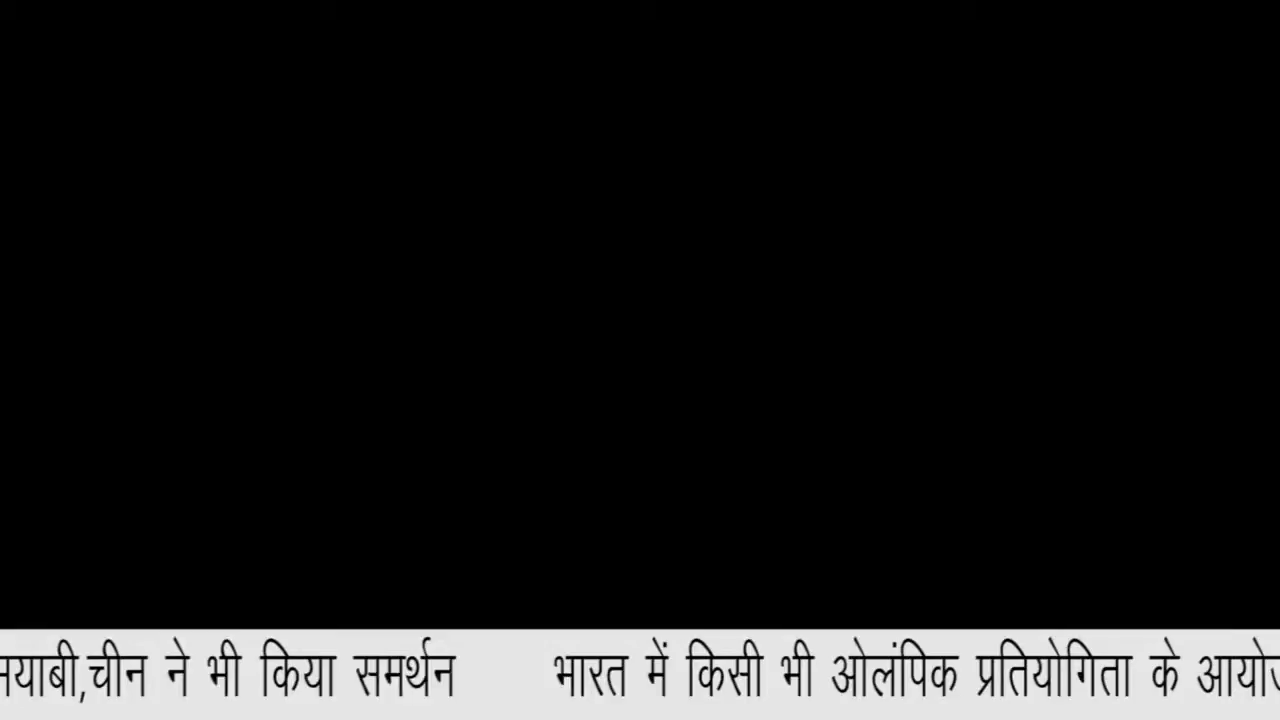 चीन ने भी किया समर्थन भारत में किसी भी ओलंपिक प्रतियोगिता के